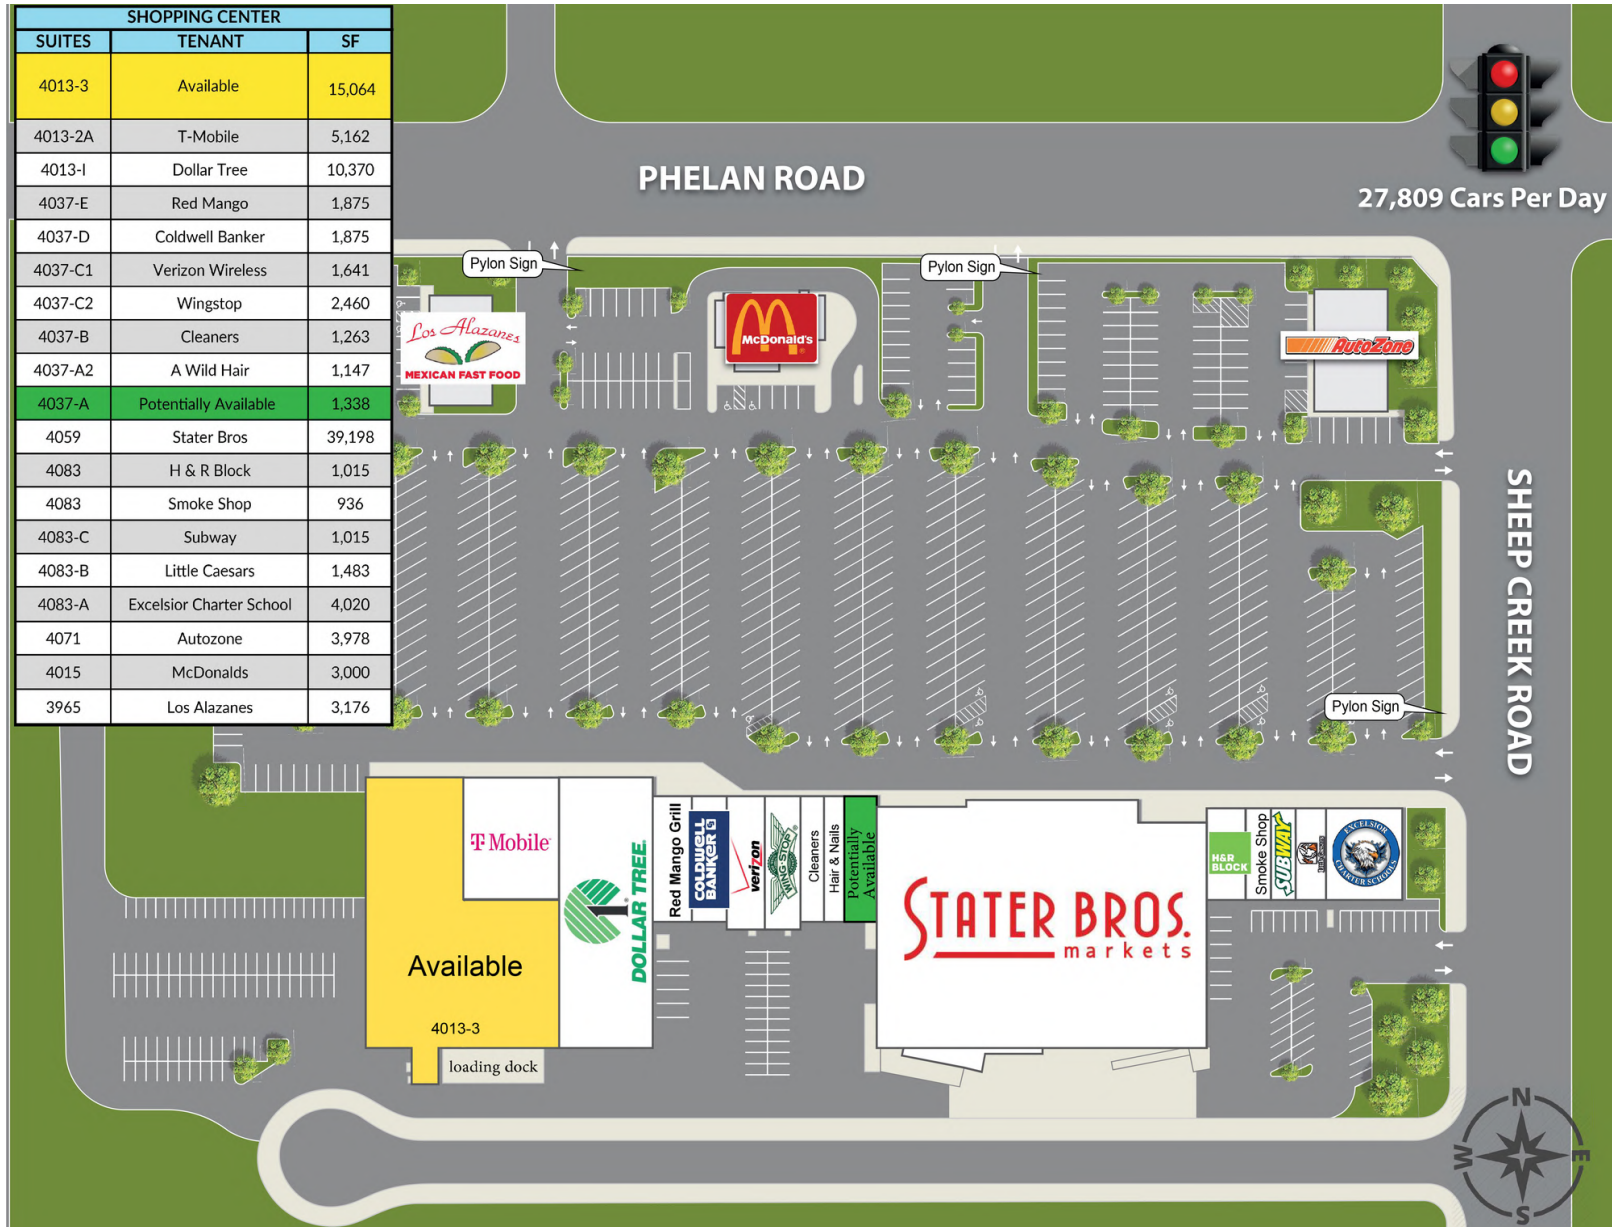 SHOPPING CENTER
SUITES TENANT SF
4013-3 Available 15,064
4013-2A T-Mobile 5,162
4013-I Dollar Tree 10,370
4037-E Red Mango 1,875
4037-D Coldwell Banker 1,875
4037-C1 Verizon Wireless 1,641
4037-C2 Wingstop 2,460
4037-B Cleaners 1,263
4037-A2 A Wild Hair 1,147
4037-A Potentially Available 1,338
4059 Stater Bros 39,198
4083 H & R Block 1,015
4083 Smoke Shop 936
4083-C Subway 1,015
4083-B Little Caesars 1,483
4083-A Excelsior Charter School 4,020
4071 Autozone 3,978
4015 McDonalds 3,000
3965 Los Alazanes 3,176
PHELAN ROAD
27,809 Cars Per Day
Pylon Sign
Pylon Sign
Los Alazanes
MEXICAN FAST FOOD
McDonald's
AutoZone
SHEEP CREEK ROAD
Pylon Sign
T Mobile
Available
4013-3
loading dock
1
DOLLAR TREE.
Red Mango Grill
COLDWELL
BANKER
verizon
WING-STOP
Cleaners
Hair & Nails
Potentially
Available
STATER BROS.
markets
H&R
BLOCK
Smoke Shop
SUBWAY
EXCELSIOR
CHARTER SCHOOLS
N
W
E
S